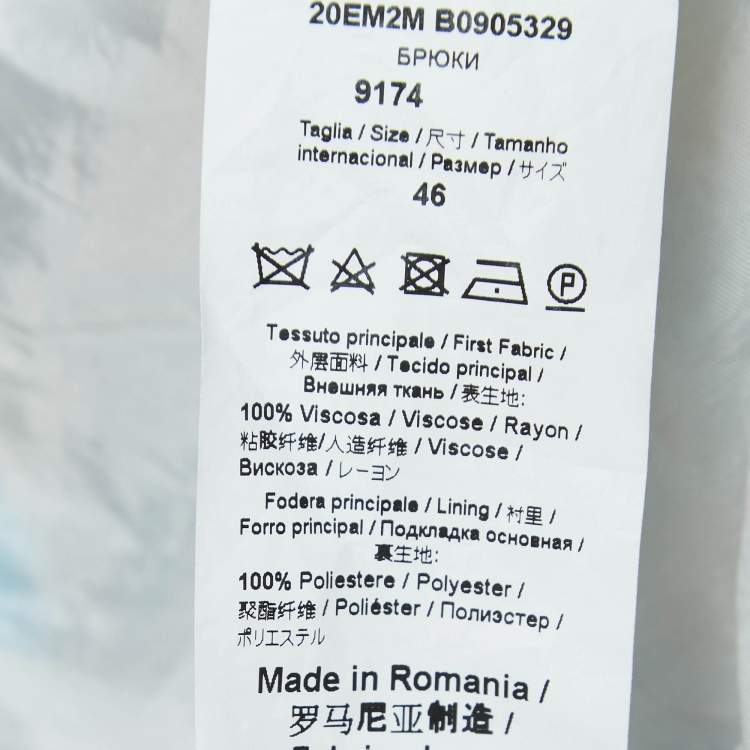 20EM2M B0905329
БРЮКИ
9174
Taglia / Size / 尺寸 / Tamanho
internacional / Размер / サイズ
46
P
Tessuto principale / First Fabric /
外层面料 / Tecido principal /
Внешняя ткань / 表生地:
100% Viscosa / Viscose / Rayon /
粘胶纤维/人造纤维 / Viscose /
Вискоза / レーヨン
Fodera principale / Lining / 衬里 /
Forro principal / Подкладка основная /
裏生地:
100% Poliestere / Polyester /
聚酯纤维 / Poliéster / Полиэстер /
ポリエステル
Made in Romania /
罗马尼亚制造 /